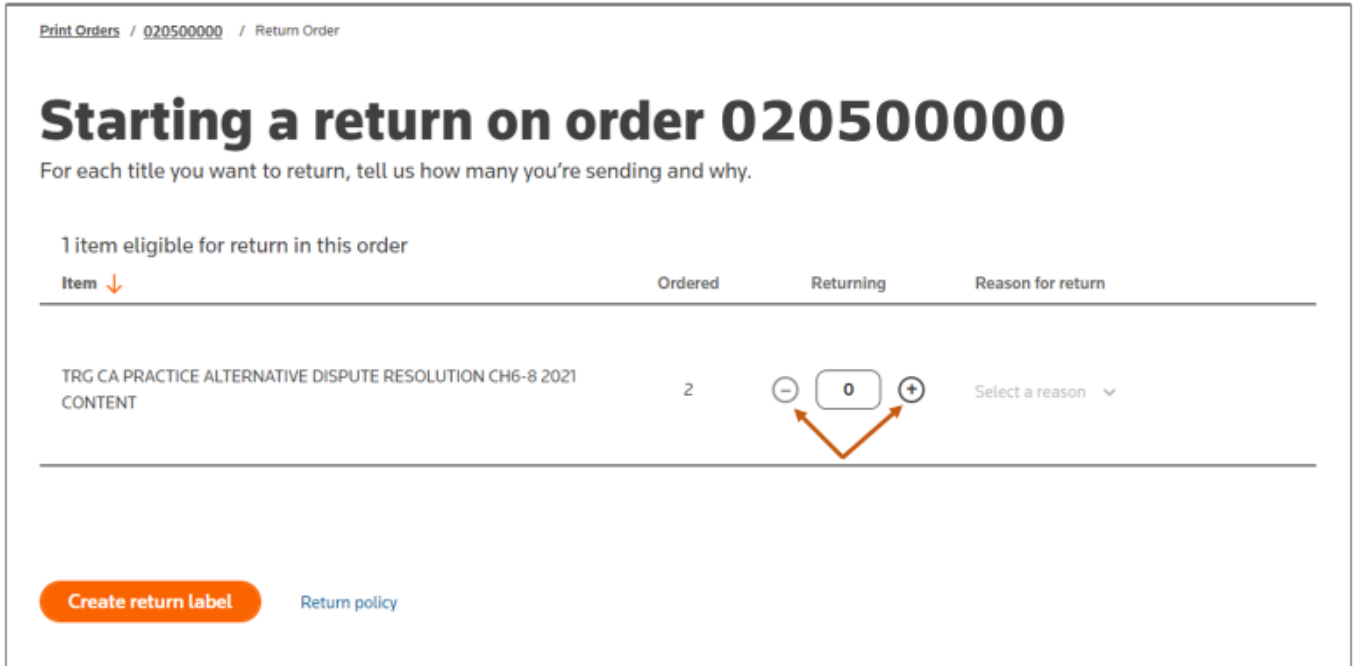 Print Orders / 020500000 / Return Order
Starting a return on order 020500000
For each title you want to return, tell us how many you’re sending and why.
1 item eligible for return in this order
Item Ordered Returning Reason for return
TRG CA PRACTICE ALTERNATIVE DISPUTE RESOLUTION CH6-8 2021
CONTENT
2 0 Select a reason
Create return label Return policy